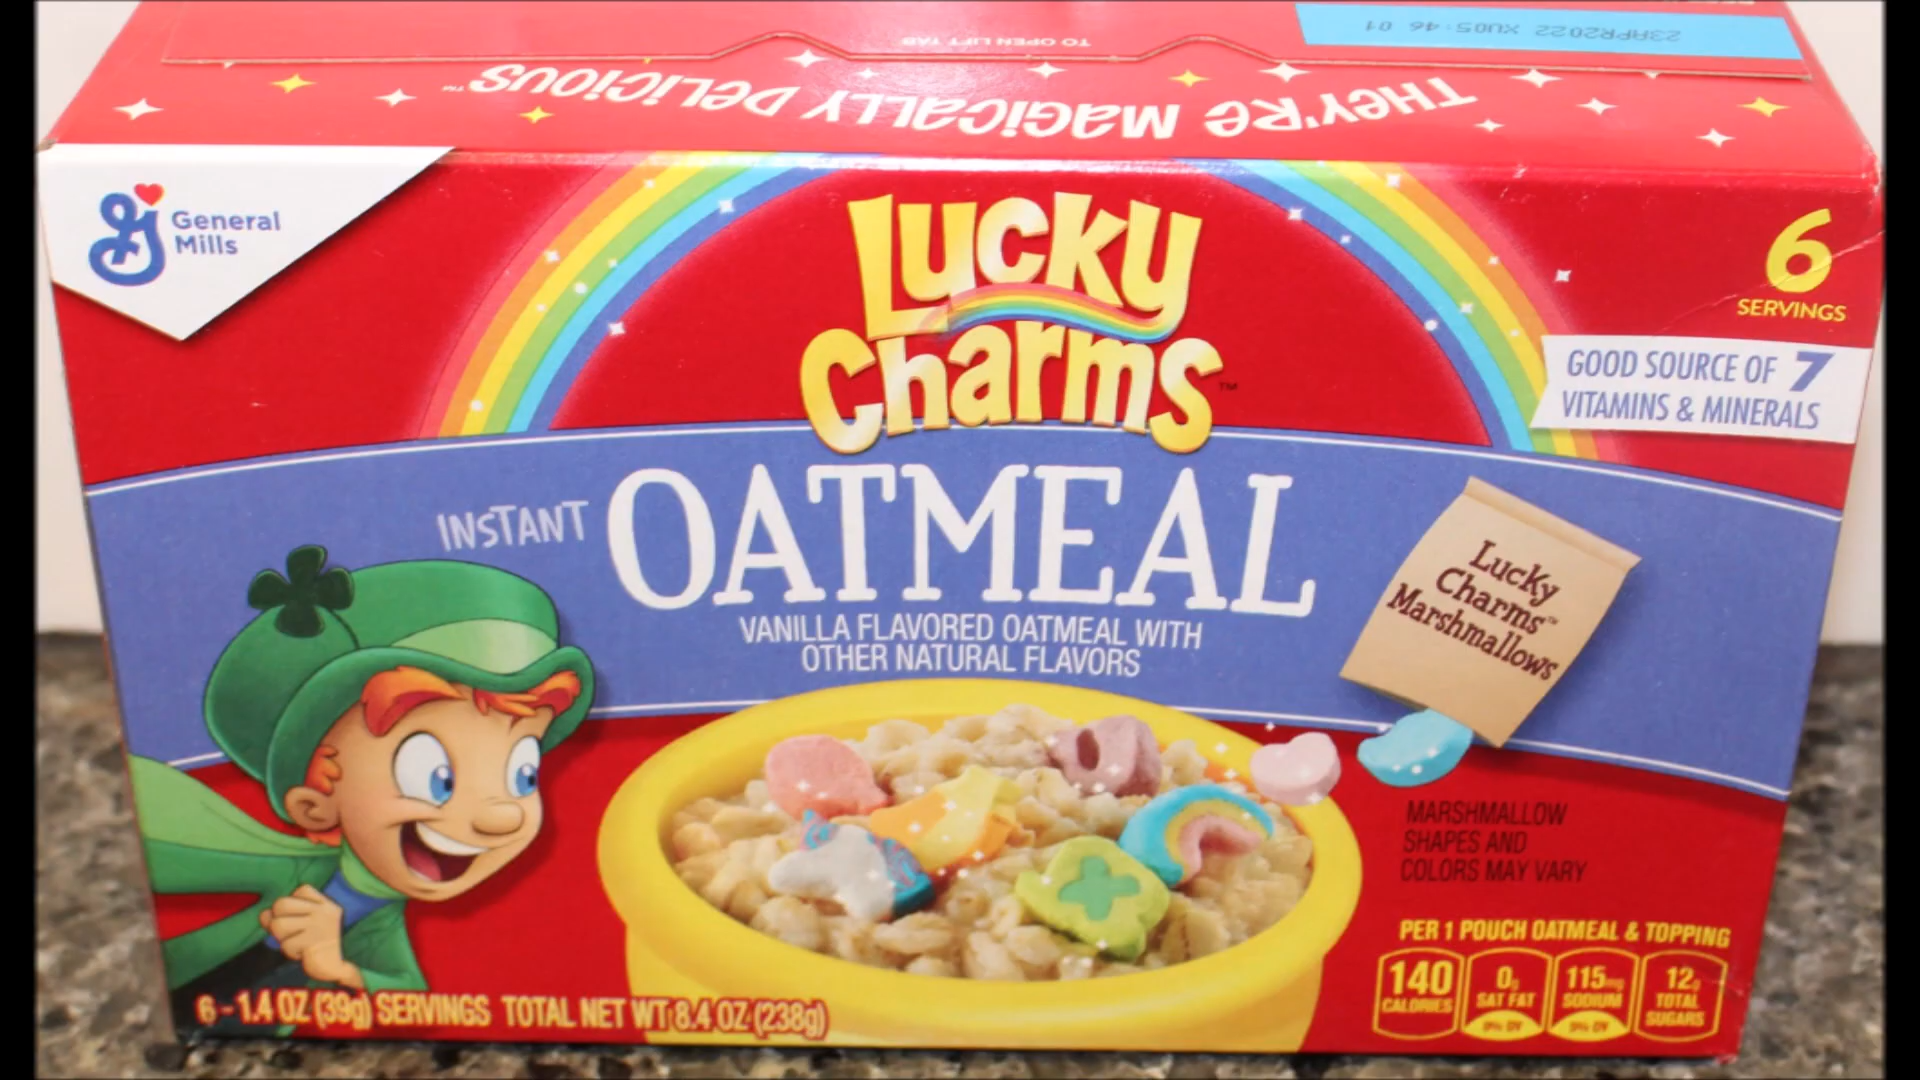 23APR2022 XU05:46 01
TO OPEN LIFT TAB
THEY'RE MAGICALLY DELICIOUS™
General
Mills
Lucky
Charms™
6
SERVINGS
GOOD SOURCE OF 7
VITAMINS & MINERALS
INSTANT OATMEAL
VANILLA FLAVORED OATMEAL WITH
OTHER NATURAL FLAVORS
Lucky
Charms™
Marshmallows
MARSHMALLOW
SHAPES AND
COLORS MAY VARY
PER 1 POUCH OATMEAL & TOPPING
140
CALORIES
0g
SAT FAT
0% DV
115mg
SODIUM
12g
TOTAL
SUGARS
6 - 1.4 OZ (39g) SERVINGS TOTAL NET WT 8.4 OZ (238g)